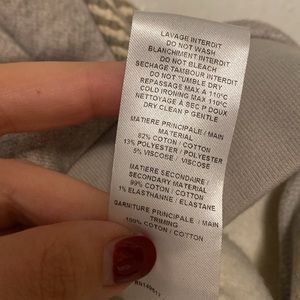 LAVAGE INTERDIT
DO NOT WASH
BLANCHIMENT INTERDIT
DO NOT BLEACH
SECHAGE TAMBOUR INTERDIT
DO NOT TUMBLE DRY
REPASSAGE MAX A 110°C
COLD IRONING MAX 110°C
NETTOYAGE A SEC P DOUX
DRY CLEAN P GENTLE
MATIERE PRINCIPALE / MAIN
MATERIAL
82% COTON / COTTON
13% POLYESTER / POLYESTER
5% VISCOSE / VISCOSE
MATIERE SECONDAIRE /
SECONDARY MATERIAL
99% COTON / COTTON
1% ELASTHANNE / ELASTANE
GARNITURE PRINCIPALE / MAIN
TRIMING
100% COTON / COTTON